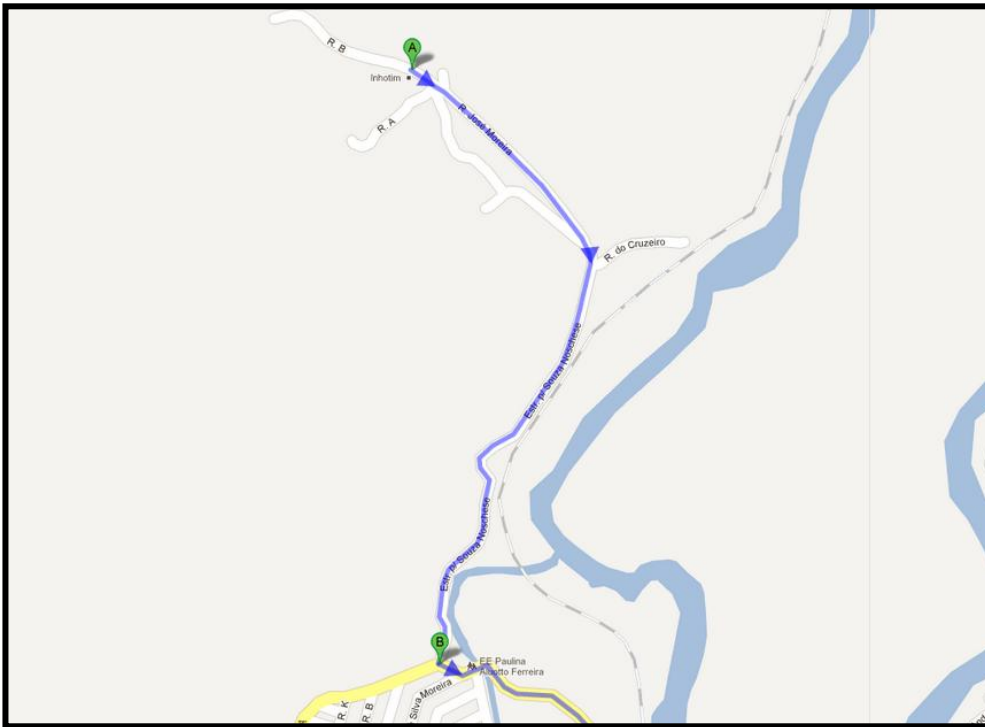 R. B
A
Inhotim
R. A
R. José Moreira
R. do Cruzeiro
Estr. p/ Souza Noschese
Estr. p/ Souza Noschese
B
EE Paulina
Aluotto Ferreira
Silva Moreira
R. K
R. B